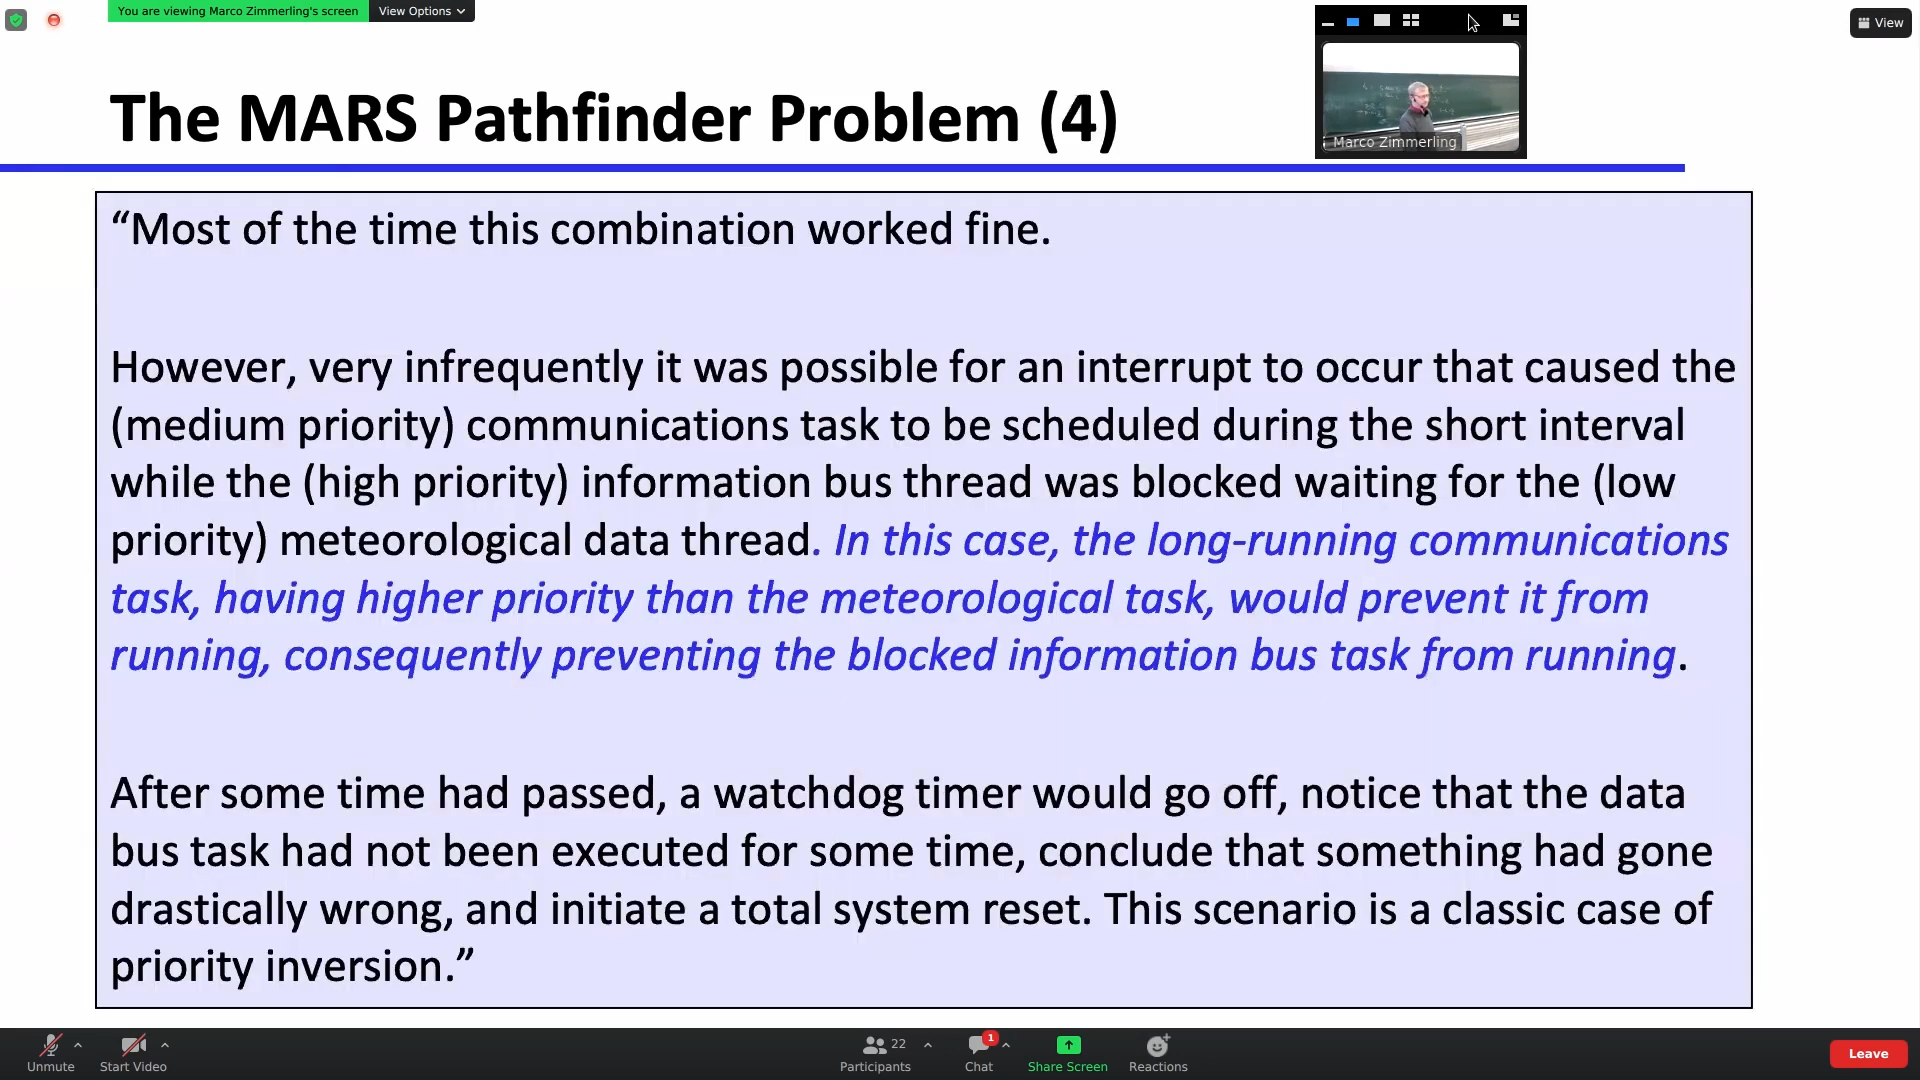 You are viewing Marco Zimmerling's screen
View Options
View
The MARS Pathfinder Problem (4)
Marco Zimmerling
“Most of the time this combination worked fine.
However, very infrequently it was possible for an interrupt to occur that caused the
(medium priority) communications task to be scheduled during the short interval
while the (high priority) information bus thread was blocked waiting for the (low
priority) meteorological data thread. In this case, the long-running communications
task, having higher priority than the meteorological task, would prevent it from
running, consequently preventing the blocked information bus task from running.
After some time had passed, a watchdog timer would go off, notice that the data
bus task had not been executed for some time, conclude that something had gone
drastically wrong, and initiate a total system reset. This scenario is a classic case of
priority inversion.”
Unmute
Start Video
22
Participants
1
Chat
Share Screen
Reactions
Leave